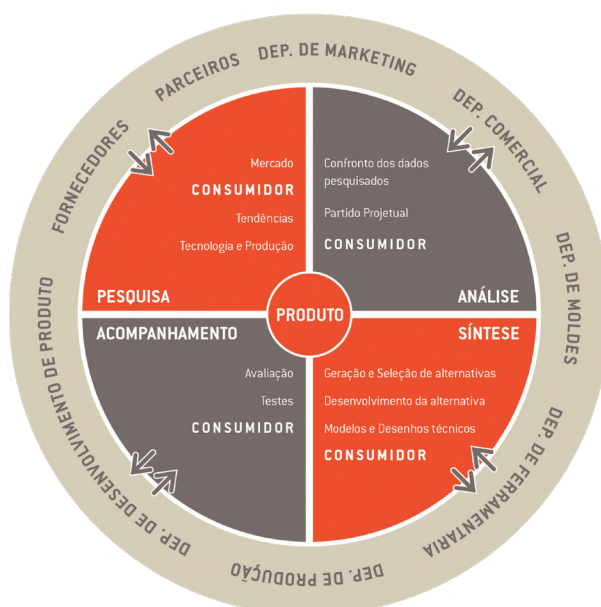 FORNECEDORES
PARCEIROS
DEP. DE MARKETING
DEP. COMERCIAL
DEP. DE MOLDES
DEP. DE FERRAMENTARIA
DEP. DE PRODUÇÃO
DEP. DE DESENVOLVIMENTO DE PRODUTO
Mercado
CONSUMIDOR
Tendências
Tecnologia e Produção
PESQUISA
Confronto dos dados
pesquisados
Partido Projetual
CONSUMIDOR
ANÁLISE
PRODUTO
ACOMPANHAMENTO
Avaliação
Testes
CONSUMIDOR
SÍNTESE
Geração e Seleção de alternativas
Desenvolvimento da alternativa
Modelos e Desenhos técnicos
CONSUMIDOR